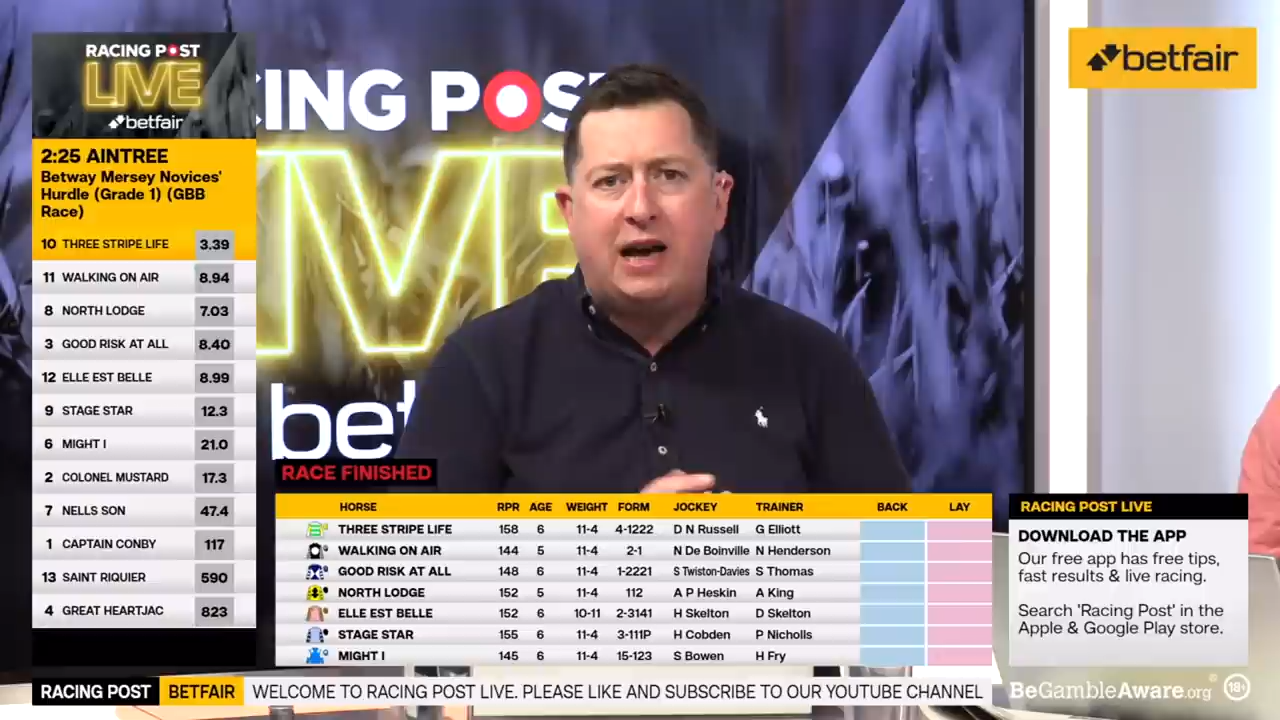 RACING POST
LIVE
betfair
2:25 AINTREE
Betway Mersey Novices'
Hurdle (Grade 1) (GBB
Race)
10 THREE STRIPE LIFE 3.39
11 WALKING ON AIR 8.94
8 NORTH LODGE 7.03
3 GOOD RISK AT ALL 8.40
12 ELLE EST BELLE 8.99
9 STAGE STAR 12.3
6 MIGHT I 21.0
2 COLONEL MUSTARD 17.3
7 NELLS SON 47.4
1 CAPTAIN CONBY 117
13 SAINT RIQUIER 590
4 GREAT HEARTJAC 823
CING POS
betfair
bet
RACE FINISHED
HORSE RPR AGE WEIGHT FORM JOCKEY TRAINER BACK LAY
THREE STRIPE LIFE 158 6 11-4 4-1222 D N Russell G Elliott
WALKING ON AIR 144 5 11-4 2-1 N De Boinville N Henderson
GOOD RISK AT ALL 148 6 11-4 1-2221 S Twiston-Davies S Thomas
NORTH LODGE 152 5 11-4 112 A P Heskin A King
ELLE EST BELLE 152 6 10-11 2-3141 H Skelton D Skelton
STAGE STAR 155 6 11-4 3-111P H Cobden P Nicholls
MIGHT I 145 6 11-4 15-123 S Bowen H Fry
RACING POST LIVE
DOWNLOAD THE APP
Our free app has free tips,
fast results & live racing.
Search 'Racing Post' in the
Apple & Google Play store.
RACING POST BETFAIR WELCOME TO RACING POST LIVE. PLEASE LIKE AND SUBSCRIBE TO OUR YOUTUBE CHANNEL
BeGambleAware.org 18+